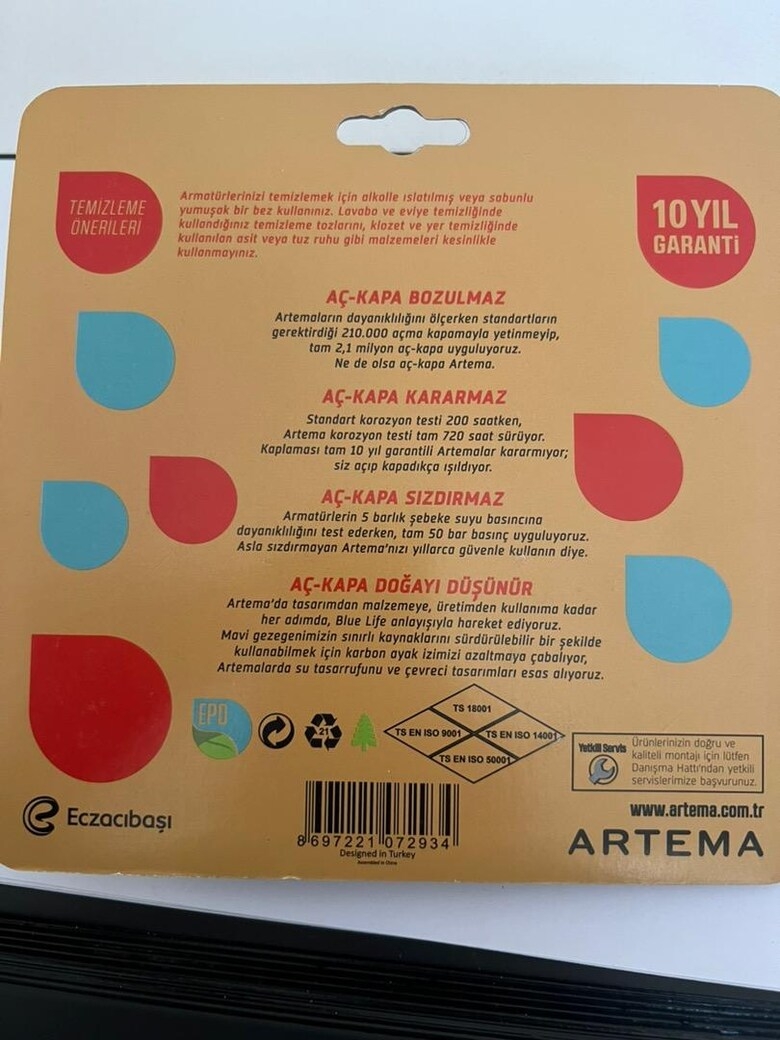 TEMİZLEME
ÖNERİLERİ
Armatürlerinizi temizlemek için alkolle ıslatılmış veya sabunlu
yumuşak bir bez kullanınız. Lavabo ve eviye temizliğinde
kullandığınız temizleme tozlarını, klozet ve yer temizliğinde
kullanılan asit veya tuz ruhu gibi malzemeleri kesinlikle
kullanmayınız.
10 YIL
GARANTİ
AÇ-KAPA BOZULMAZ
Artemaların dayanıklılığını ölçerken standartların
gerektirdiği 210.000 açma kapamayla yetinmeyip,
tam 2,1 milyon aç-kapa uyguluyoruz.
Ne de olsa aç-kapa Artema.
AÇ-KAPA KARARMAZ
Standart korozyon testi 200 saatken,
Artema korozyon testi tam 720 saat sürüyor.
Kaplaması tam 10 yıl garantili Artemalar kararmıyor;
siz açıp kapadıkça ışıldıyor.
AÇ-KAPA SIZDIRMAZ
Armatürlerin 5 barlık şebeke suyu basıncına
dayanıklılığını test ederken, tam 50 bar basınç uyguluyoruz.
Asla sızdırmayan Artema'nızı yıllarca güvenle kullanın diye.
AÇ-KAPA DOĞAYI DÜŞÜNÜR
Artema'da tasarımdan malzemeye, üretimden kullanıma kadar
her adımda, Blue Life anlayışıyla hareket ediyoruz.
Mavi gezegenimizin sınırlı kaynaklarını sürdürülebilir bir şekilde
kullanabilmek için karbon ayak izimizi azaltmaya çabalıyor,
Artemalarda su tasarrufunu ve çevreci tasarımları esas alıyoruz.
EPD
21
TS 18001
TS EN ISO 9001
TS EN ISO 14001
TS EN ISO 50001
Yetkili Servis
Ürünlerinizin doğru ve
kaliteli montajı için lütfen
Danışma Hattı'ndan yetkili
servislerimize başvurunuz.
Eczacıbaşı
8 697221 072934
Designed in Turkey
Assembled in China
www.artema.com.tr
ARTEMA